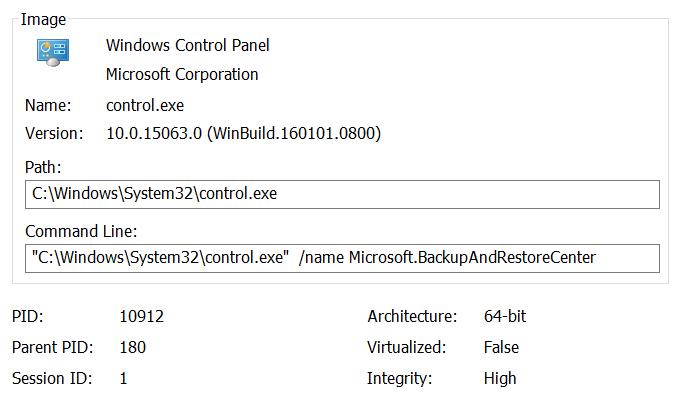 Image
Windows Control Panel
Microsoft Corporation
Name: control.exe
Version: 10.0.15063.0 (WinBuild.160101.0800)
Path:
C:\Windows\System32\control.exe
Command Line:
"C:\Windows\System32\control.exe"  /name Microsoft.BackupAndRestoreCenter
PID: 10912 Architecture: 64-bit
Parent PID: 180 Virtualized: False
Session ID: 1 Integrity: High